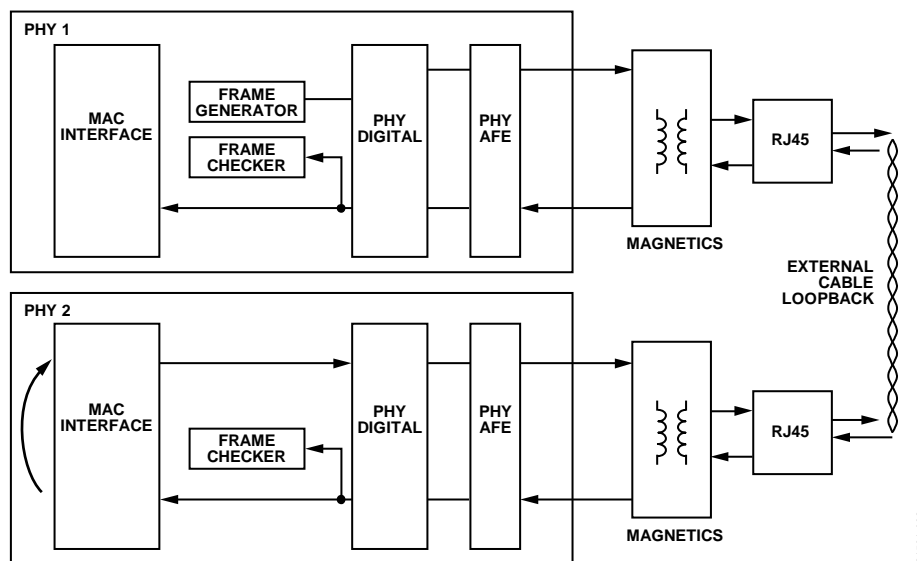 PHY 1
MAC
INTERFACE
FRAME
GENERATOR
FRAME
CHECKER
PHY
DIGITAL
PHY
AFE
MAGNETICS
RJ45
EXTERNAL
CABLE
LOOPBACK
PHY 2
MAC
INTERFACE
FRAME
CHECKER
PHY
DIGITAL
PHY
AFE
MAGNETICS
RJ45